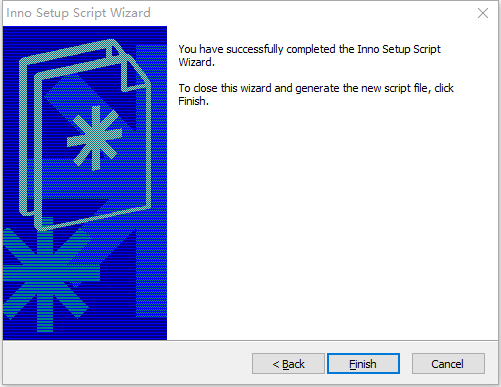 Inno Setup Script Wizard
You have successfully completed the Inno Setup Script
Wizard.
To close this wizard and generate the new script file, click
Finish.
< Back
Finish
Cancel